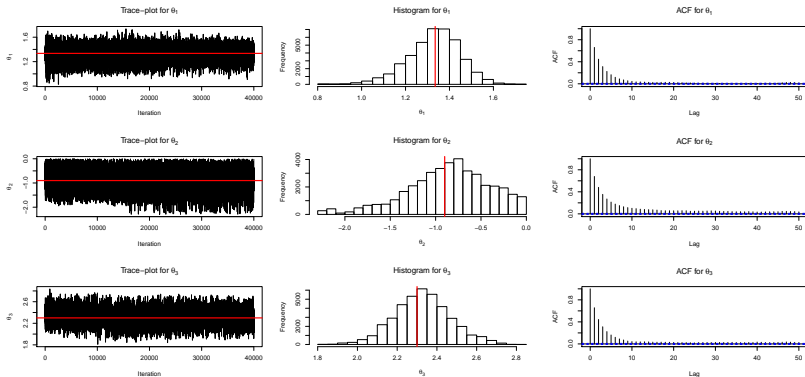 Trace-plot for θ1
θ1
0.8 1.2 1.6
0 10000 20000 30000 40000
Iteration
Histogram for θ1
Frequency
0 2000 5000
0.8 1.0 1.2 1.4 1.6
θ1
ACF for θ1
ACF
0.0 0.4 0.8
0 10 20 30 40 50
Lag
Trace-plot for θ2
θ2
−2.0 −1.0 0.0
0 10000 20000 30000 40000
Iteration
Histogram for θ2
Frequency
0 2000 4000
−2.0 −1.5 −1.0 −0.5 0.0
θ2
ACF for θ2
ACF
0.0 0.4 0.8
0 10 20 30 40 50
Lag
Trace-plot for θ3
θ3
1.8 2.2 2.6
0 10000 20000 30000 40000
Iteration
Histogram for θ3
Frequency
0 2000 5000
1.8 2.0 2.2 2.4 2.6 2.8
θ3
ACF for θ3
ACF
0.0 0.4 0.8
0 10 20 30 40 50
Lag